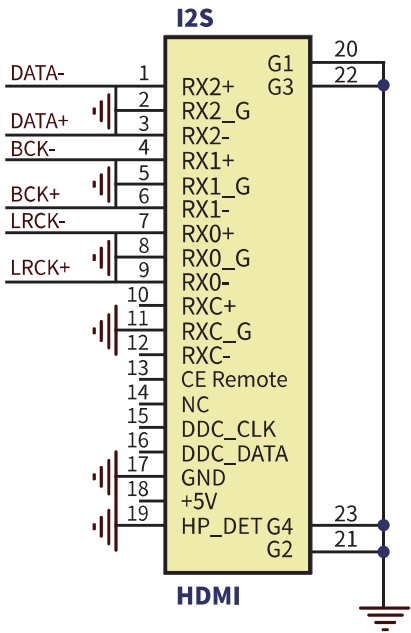 I2S
G1 20
G3 22
DATA- 1 RX2+
2 RX2_G
DATA+ 3 RX2-
BCK- 4 RX1+
5 RX1_G
BCK+ 6 RX1-
LRCK- 7 RX0+
8 RX0_G
LRCK+ 9 RX0-
10 RXC+
11 RXC_G
12 RXC-
13 CE Remote
14 NC
15 DDC_CLK
16 DDC_DATA
17 GND
18 +5V
19 HP_DET G4 23
G2 21
HDMI